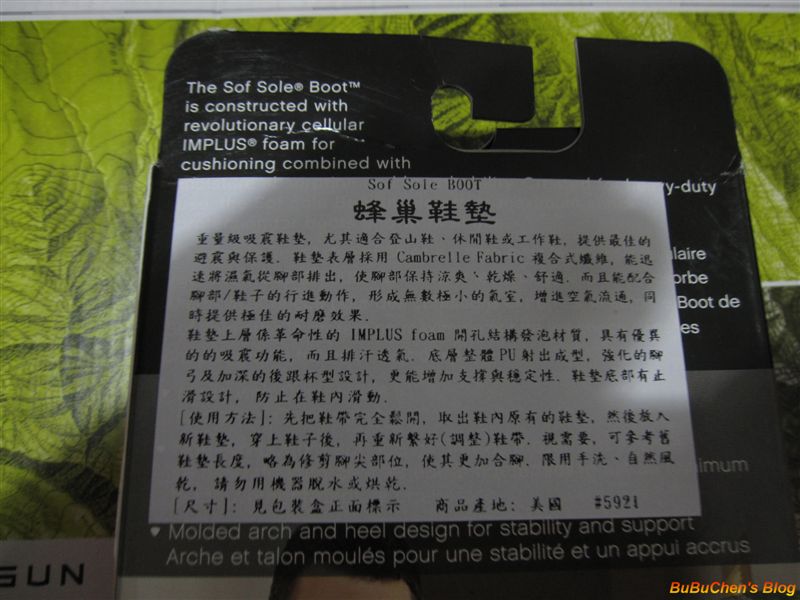 The Sof Sole® Boot™
is constructed with
revolutionary cellular
IMPLUS® foam for
cushioning combined with
y-duty
Sof Sole BOOT
蜂巢鞋墊
重量級吸震鞋墊, 尤其適合登山鞋、休閒鞋或工作鞋, 提供最佳的
避震與保護. 鞋墊表層採用 Cambrelle Fabric 複合式纖維, 能迅
速將濕氣從腳部排出, 使腳部保持涼爽、乾燥、舒適. 而且能配合
腳部/鞋子的行進動作, 形成無數極小的氣室, 增進空氣流通, 同
時提供極佳的耐磨效果.
鞋墊上層係革命性的 IMPLUS foam 開孔結構發泡材質, 具有優異
的的吸震功能, 而且排汗透氣. 底層整體PU射出成型, 強化的腳
弓及加深的後跟杯型設計, 更能增加支撐與穩定性. 鞋墊底部有止
滑設計, 防止在鞋內滑動.
[使用方法]: 先把鞋帶完全鬆開, 取出鞋內原有的鞋墊, 然後放入
新鞋墊, 穿上鞋子後, 再重新繫好(調整)鞋帶. 視需要, 可參考舊
鞋墊長度, 略為修剪腳尖部位, 使其更加合腳. 限用手洗、自然風
乾, 請勿用機器脫水或烘乾.
[尺寸]: 見包裝盒正面標示 商品產地: 美國 #5921
ulaire
orbe
Boot de
es
nimum
• Molded arch and heel design for stability and support
Arche et talon moulés pour une stabilité et un appui accrus
GUN
BuBuChen's Blog